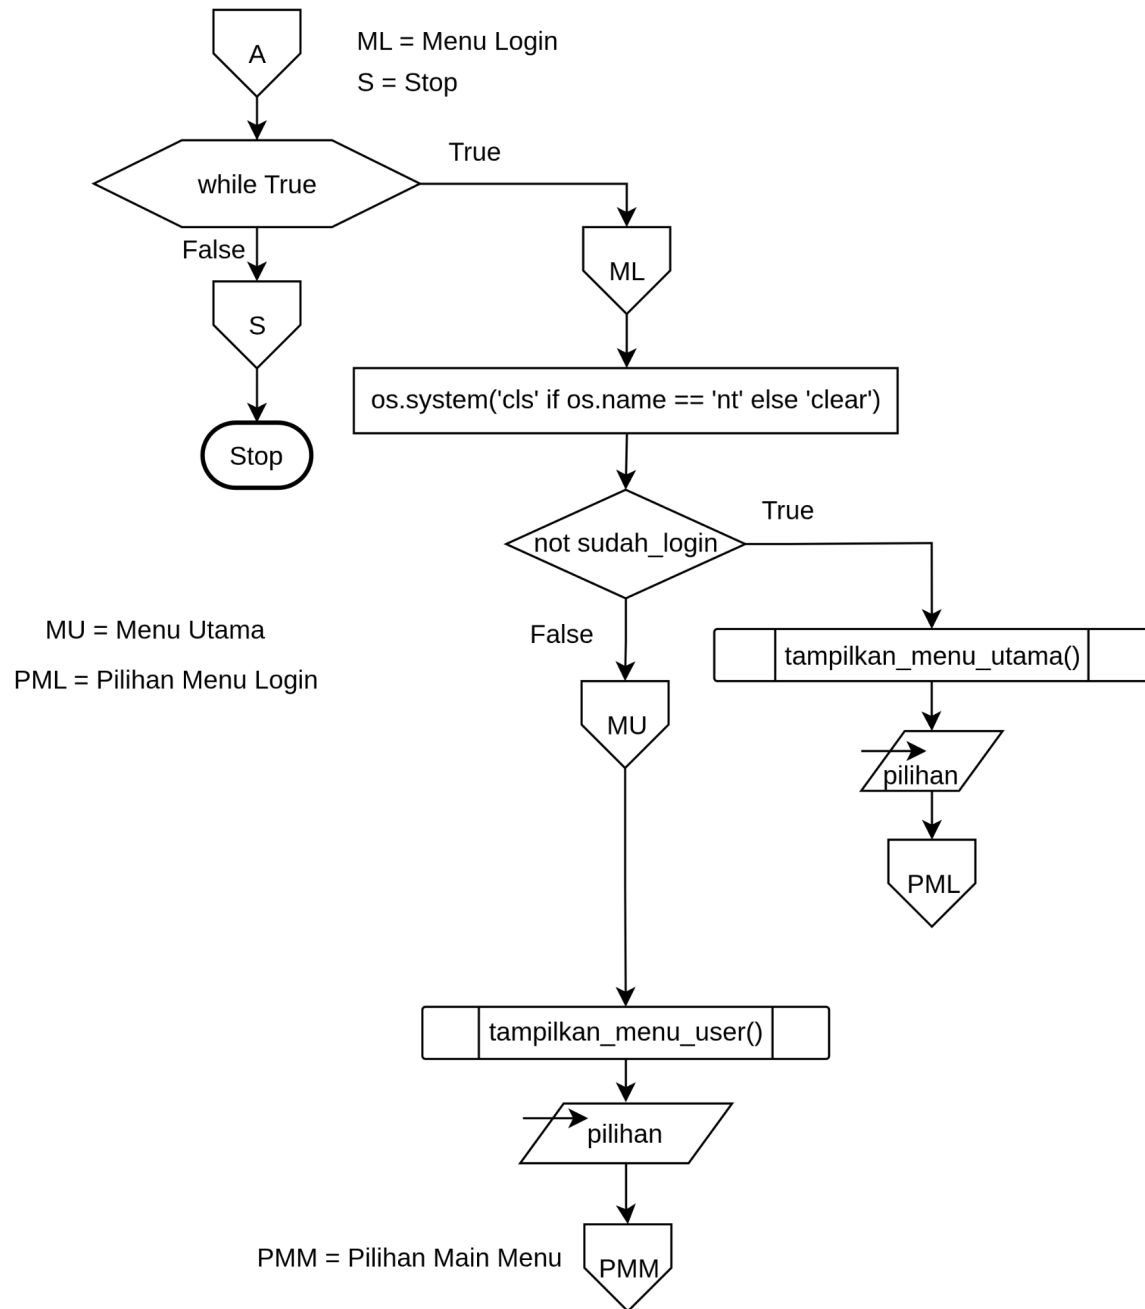 A
ML = Menu Login
S = Stop
while True
True
False
ML
S
os.system('cls' if os.name == 'nt' else 'clear')
Stop
not sudah_login
True
MU = Menu Utama
False
tampilkan_menu_utama()
PML = Pilihan Menu Login
MU
pilihan
PML
tampilkan_menu_user()
pilihan
PMM = Pilihan Main Menu
PMM